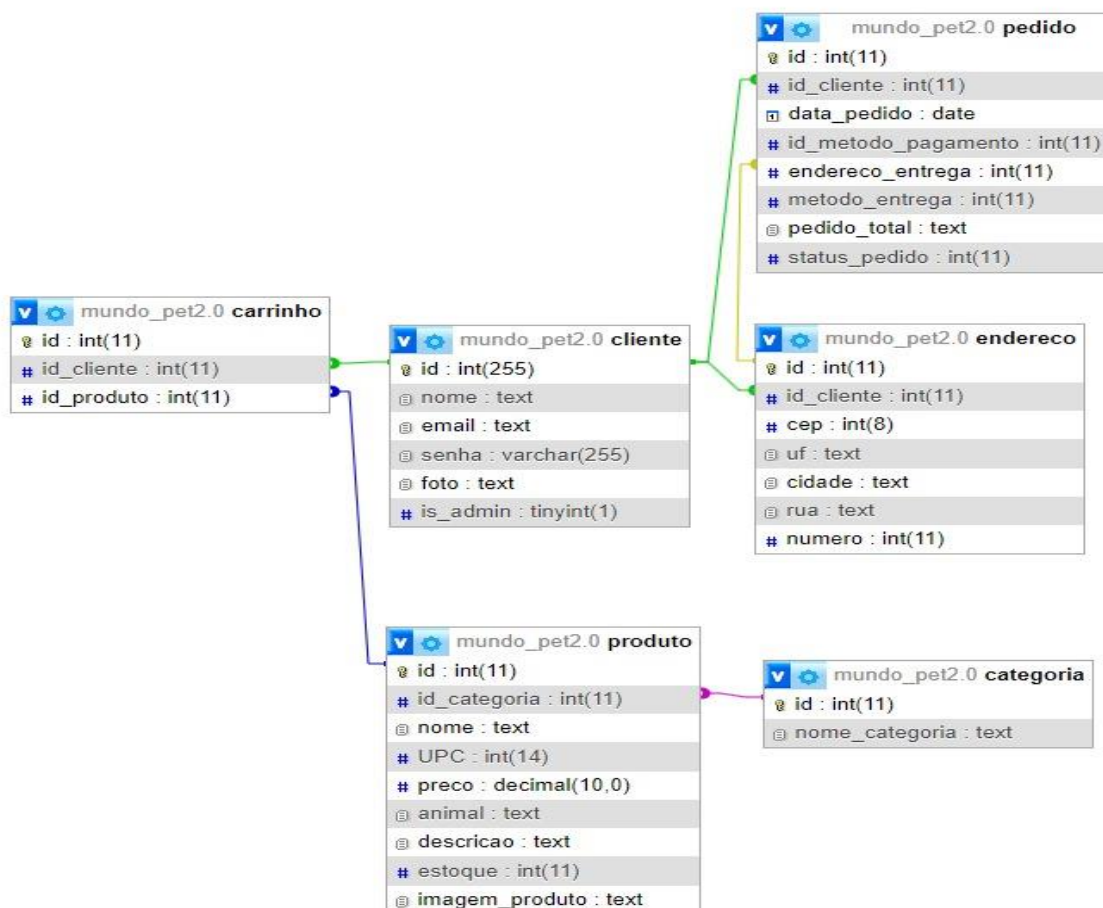 mundo_pet2.0 pedido
id : int(11)
id_cliente : int(11)
data_pedido : date
id_metodo_pagamento : int(11)
endereco_entrega : int(11)
metodo_entrega : int(11)
pedido_total : text
status_pedido : int(11)
mundo_pet2.0 carrinho
id : int(11)
id_cliente : int(11)
id_produto : int(11)
mundo_pet2.0 cliente
id : int(255)
nome : text
email : text
senha : varchar(255)
foto : text
is_admin : tinyint(1)
mundo_pet2.0 endereco
id : int(11)
id_cliente : int(11)
cep : int(8)
uf : text
cidade : text
rua : text
numero : int(11)
mundo_pet2.0 produto
id : int(11)
id_categoria : int(11)
nome : text
UPC : int(14)
preco : decimal(10,0)
animal : text
descricao : text
estoque : int(11)
imagem_produto : text
mundo_pet2.0 categoria
id : int(11)
nome_categoria : text